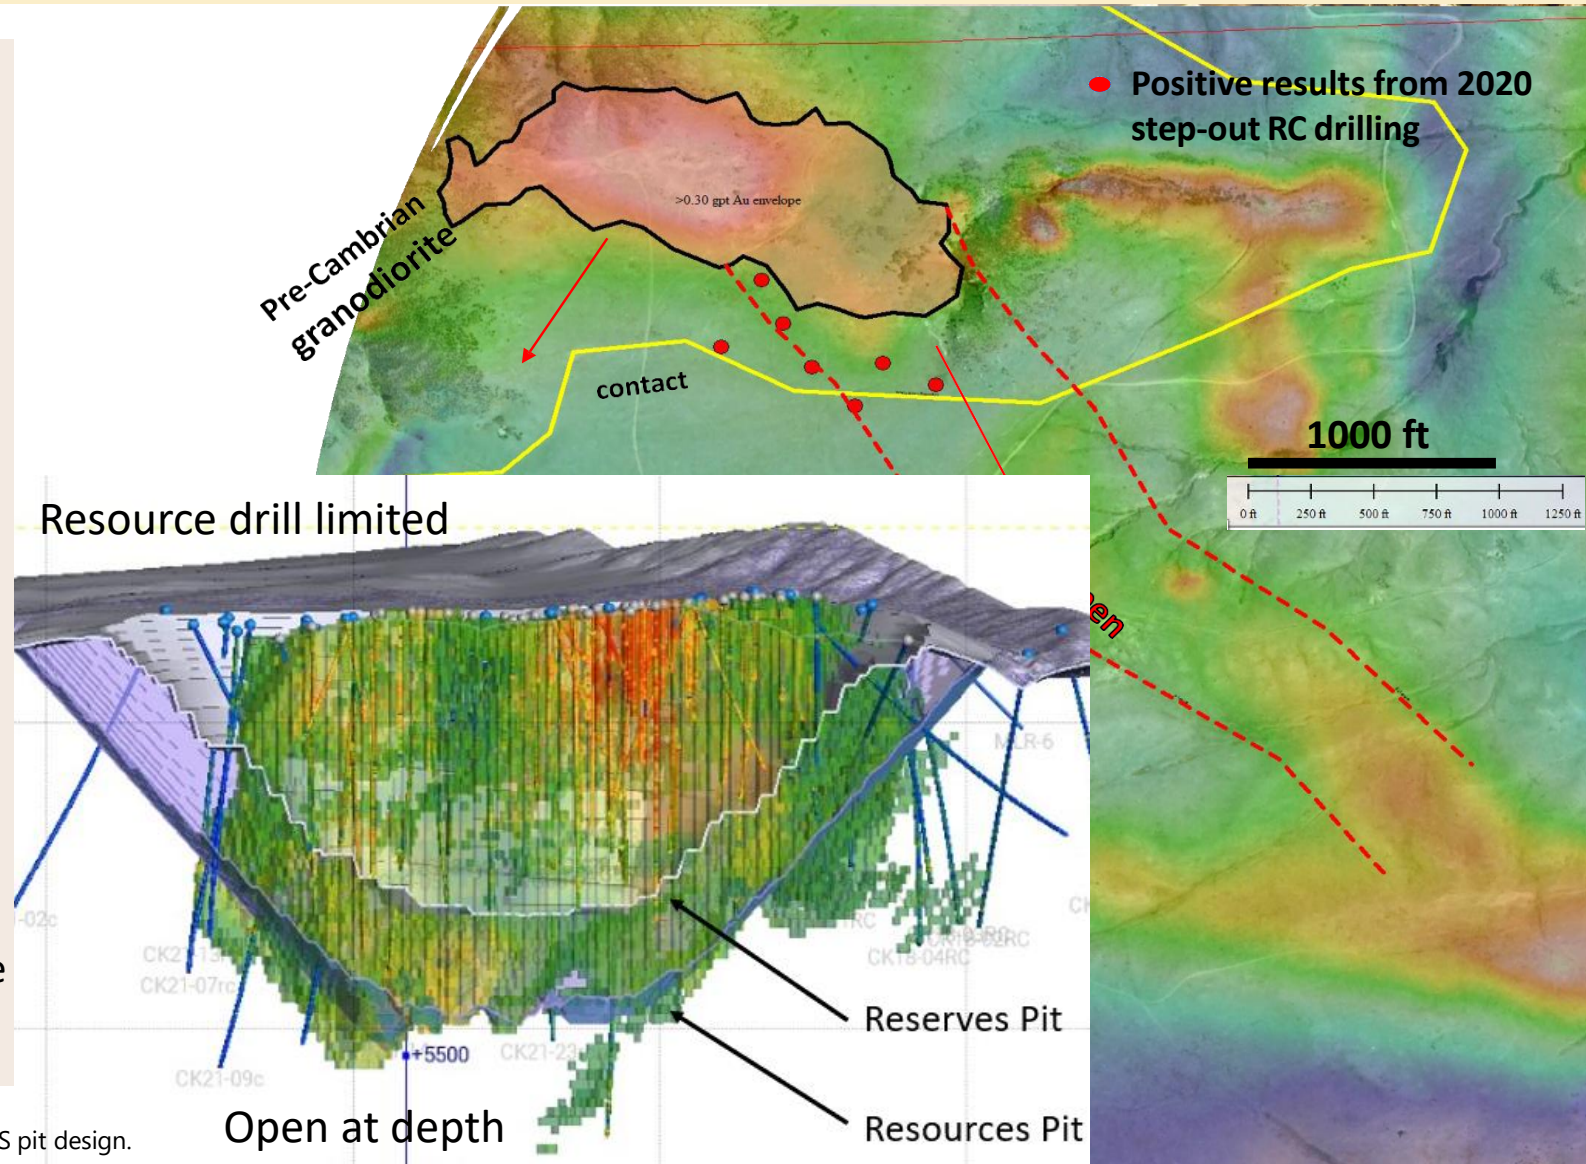 Positive results from 2020
step-out RC drilling
>0.30 gpt Au envelope
Pre-Cambrian
granodiorite
contact
1000 ft
0 ft 250 ft 500 ft 750 ft 1000 ft 1250 ft
Resource drill limited
MLR-6
CK21-13
CK21-07rc
CK18-04RC
Reserves Pit
+5500
CK21-23
CK21-09c
Open at depth
Resources Pit
S pit design.